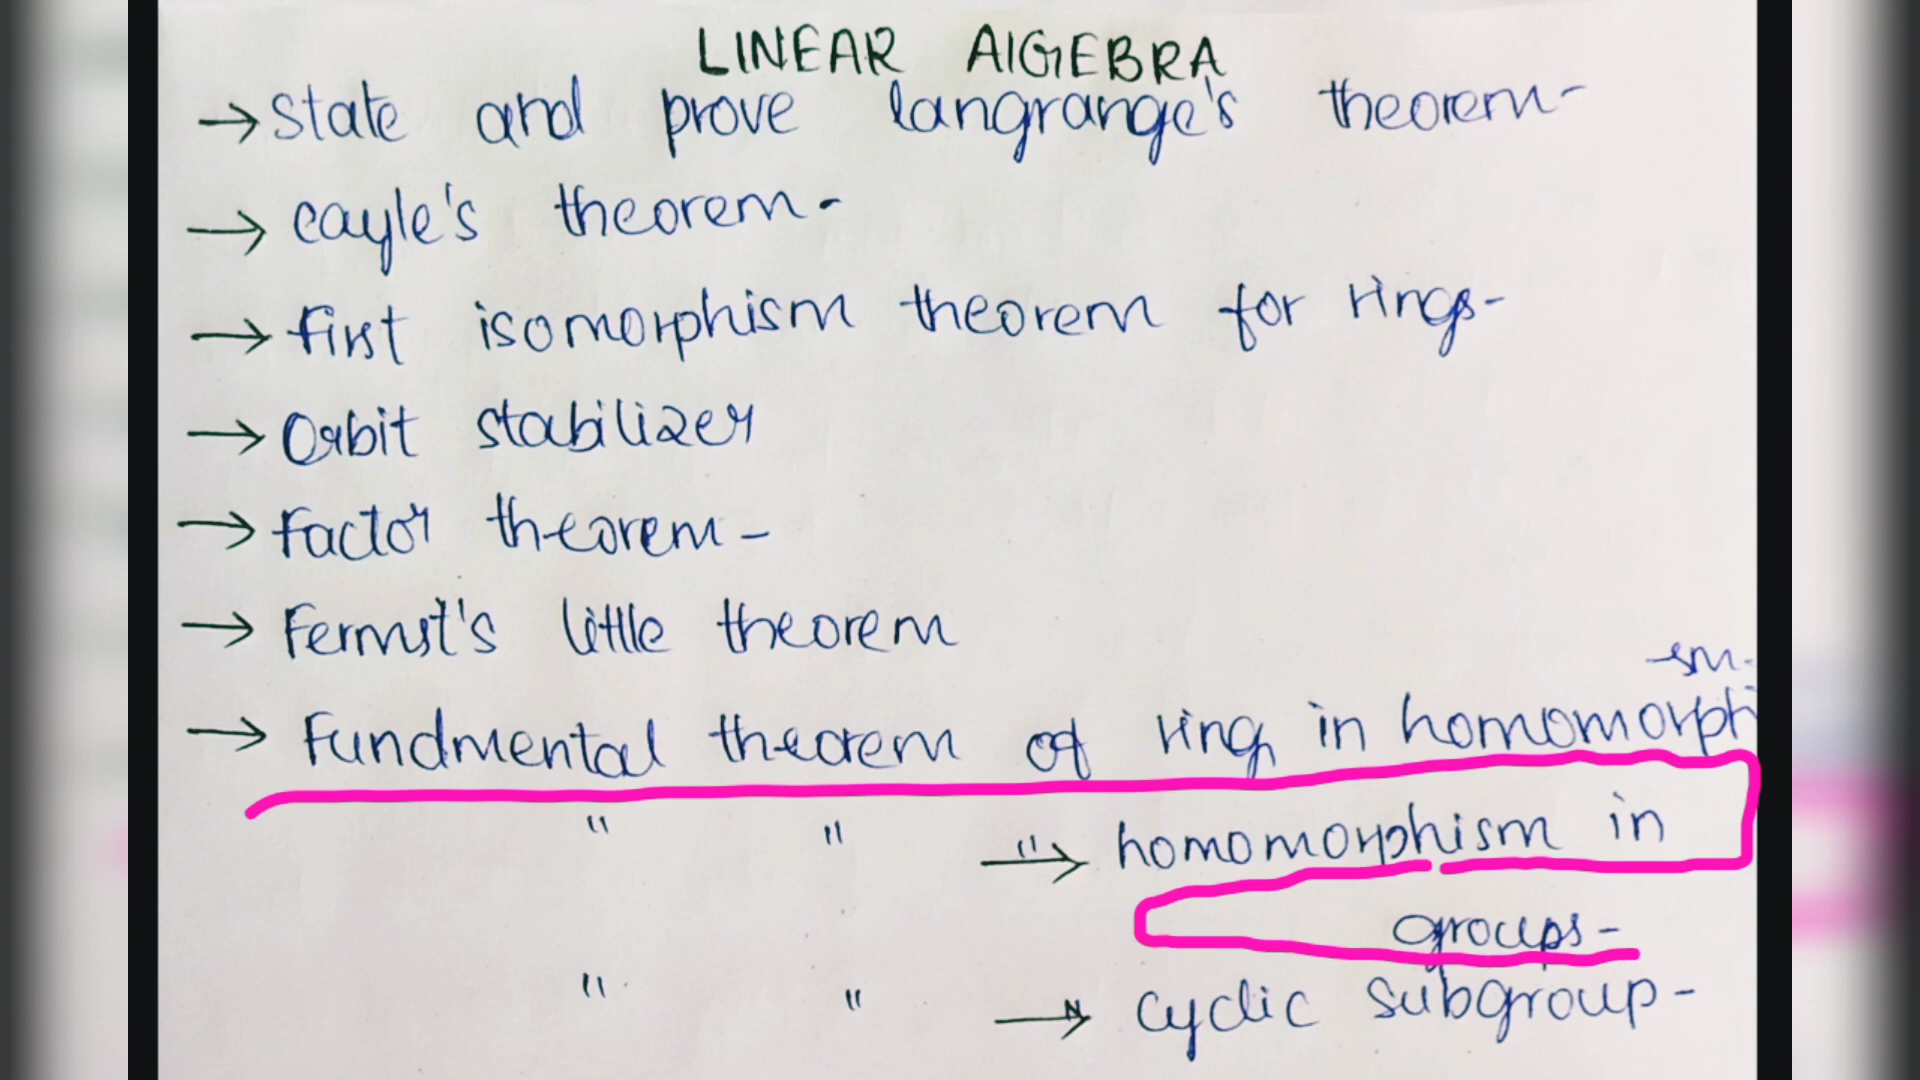 LINEAR AlGEBRA
→ State and prove langrange's theorem-
→ cayle's theorem-
→ first isomorphism theorem for rings-
→ Orbit stabilizer
→ factor theorem-
→ Fermat's little theorem
→ Fundmental theorem of ring in homomorphi
sm-
" " " → homomorphism in
groups-
" " " → cyclic subgroup-